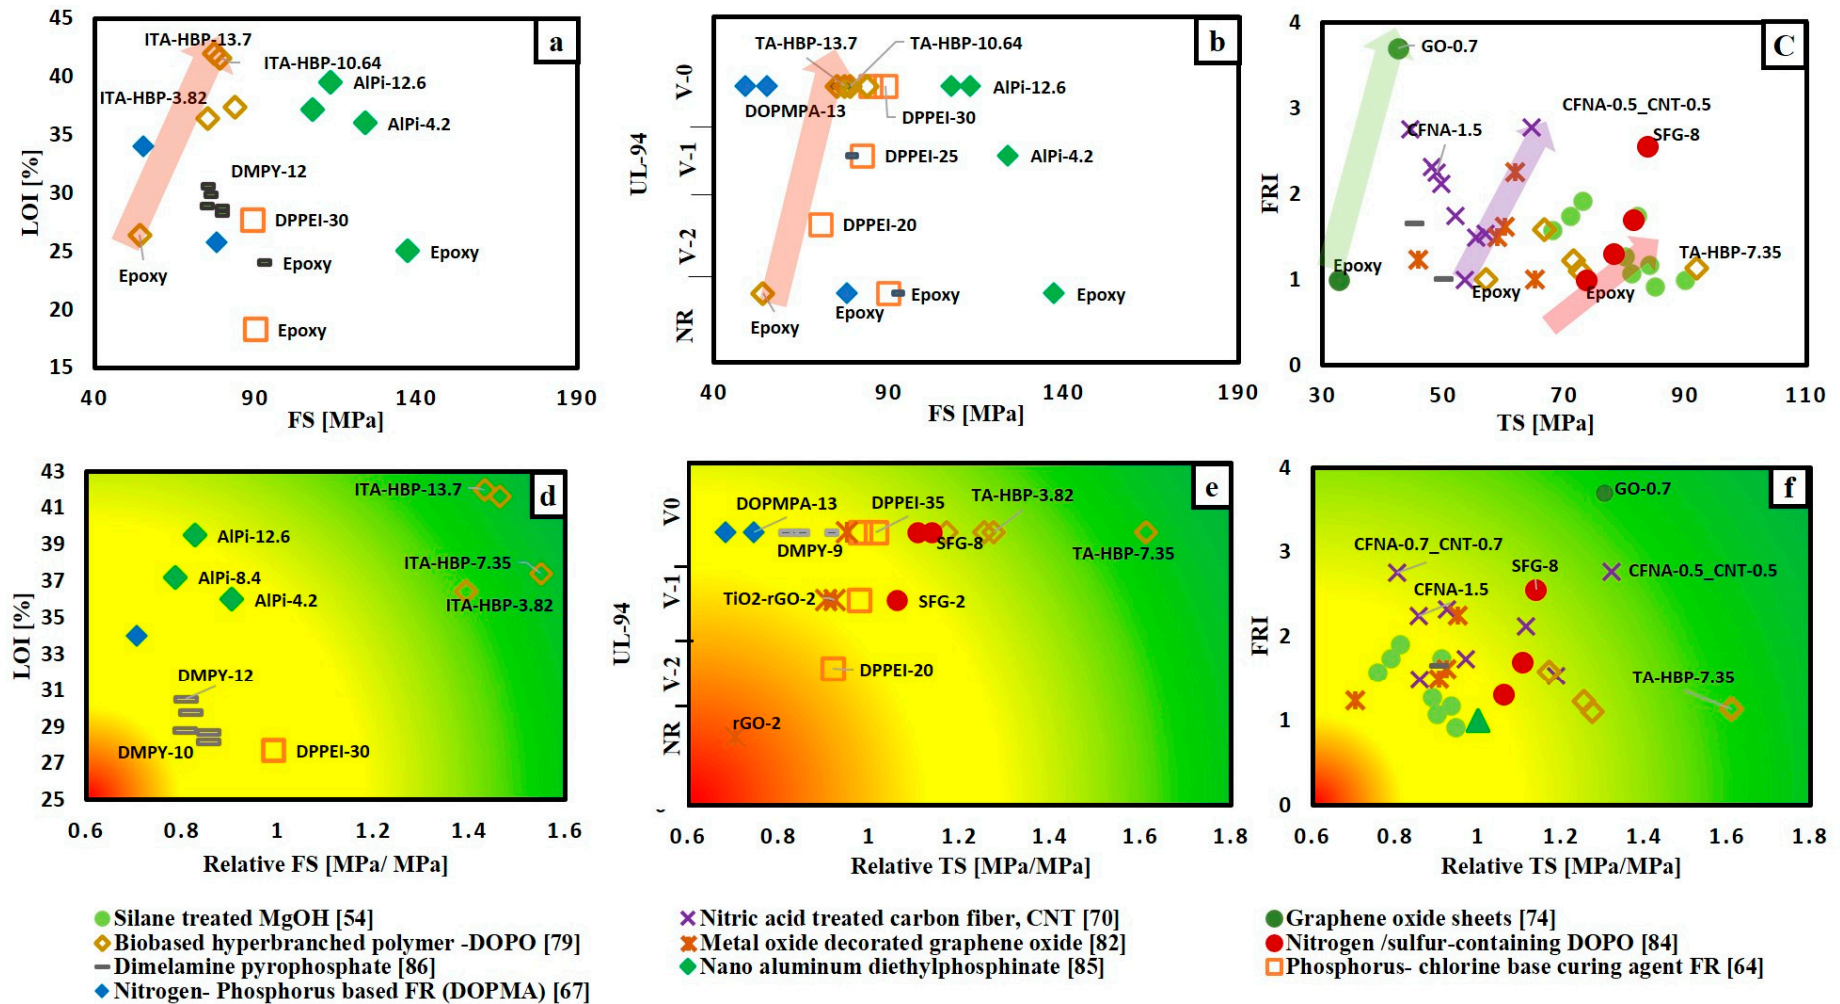 a
LOI [%]
45
40
35
30
25
20
15
ITA-HBP-13.7
ITA-HBP-10.64
AlPi-12.6
ITA-HBP-3.82
AlPi-4.2
DMPY-12
DPPEI-30
Epoxy
Epoxy
Epoxy
Epoxy
40 90 140 190
FS [MPa]
b
UL-94
V-0
V-1
V-2
NR
TA-HBP-13.7
TA-HBP-10.64
AlPi-12.6
DOPMPA-13
DPPEI-30
DPPEI-25
AlPi-4.2
DPPEI-20
Epoxy
Epoxy
Epoxy
Epoxy
40 90 140 190
FS [MPa]
C
FRI
4
3
2
1
0
GO-0.7
CFNA-0.5_CNT-0.5
CFNA-1.5
SFG-8
TA-HBP-7.35
Epoxy
Epoxy
Epoxy
30 50 70 90 110
TS [MPa]
d
LOI [%]
43
41
39
37
35
33
31
29
27
25
ITA-HBP-13.7
AlPi-12.6
ITA-HBP-7.35
AlPi-8.4
AlPi-4.2
ITA-HBP-3.82
DMPY-12
DMPY-10
DPPEI-30
0.6 0.8 1 1.2 1.4 1.6
Relative FS [MPa/ MPa]
e
UL-94
V0
V-1
V-2
NR
DOPMPA-13
DPPEI-35
TA-HBP-3.82
DMPY-9
SFG-8
TA-HBP-7.35
TiO2-rGO-2
SFG-2
DPPEI-20
rGO-2
0.6 0.8 1 1.2 1.4 1.6 1.8
Relative TS [MPa/MPa]
f
FRI
4
3
2
1
0
GO-0.7
CFNA-0.7_CNT-0.7
SFG-8
CFNA-0.5_CNT-0.5
CFNA-1.5
TA-HBP-7.35
0.6 0.8 1 1.2 1.4 1.6 1.8
Relative TS [MPa/MPa]
Silane treated MgOH [54]
Biobased hyperbranched polymer -DOPO [79]
Dimelamine pyrophosphate [86]
Nitrogen- Phosphorus based FR (DOPMA) [67]
Nitric acid treated carbon fiber, CNT [70]
Metal oxide decorated graphene oxide [82]
Nano aluminum diethylphosphinate [85]
Graphene oxide sheets [74]
Nitrogen /sulfur-containing DOPO [84]
Phosphorus- chlorine base curing agent FR [64]